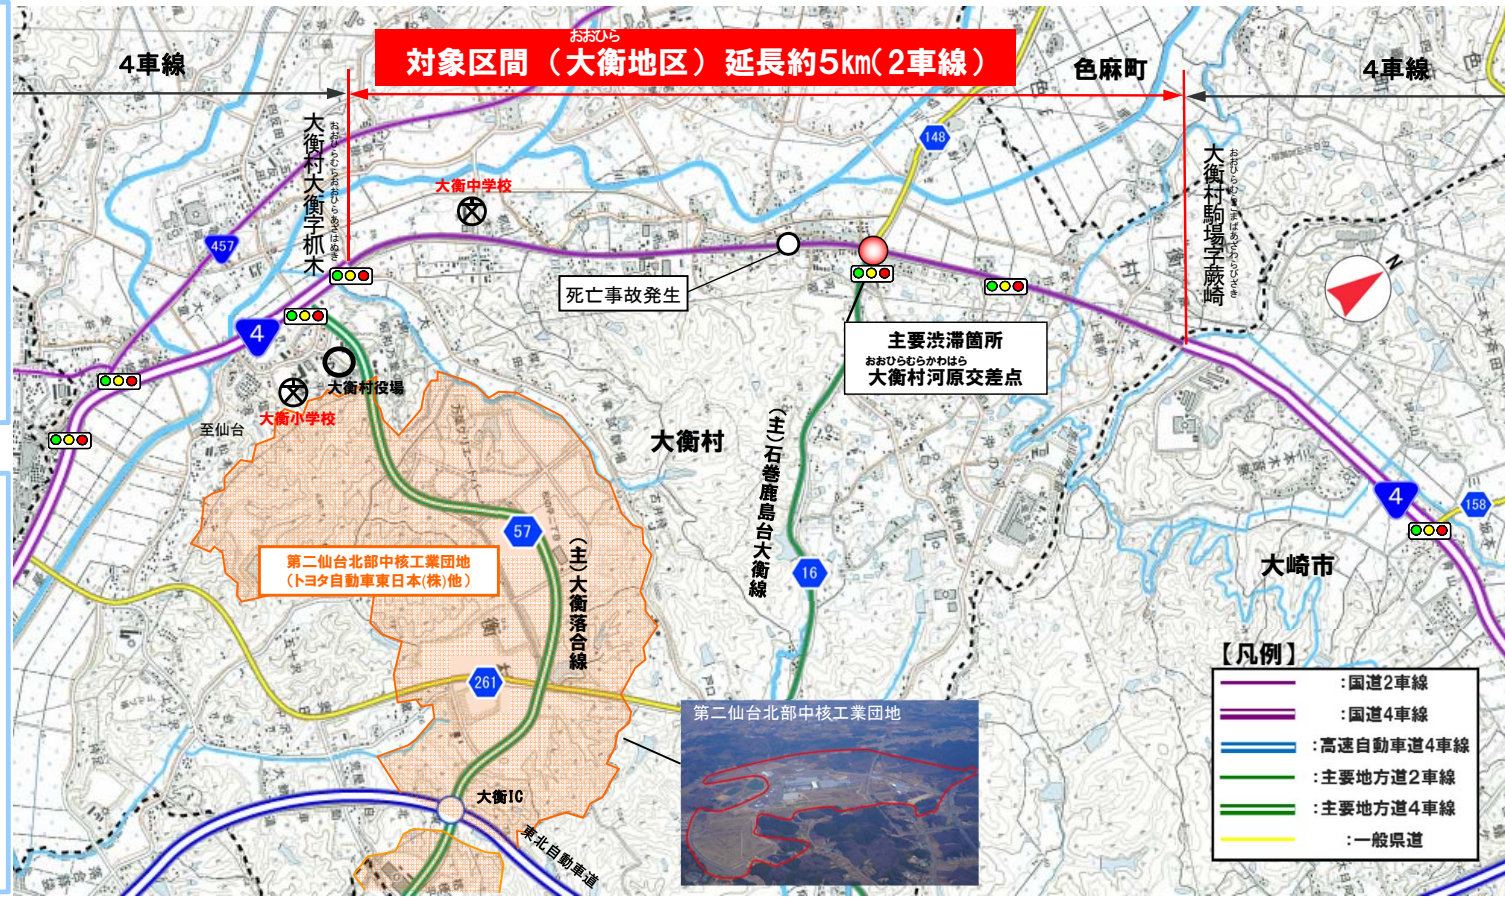 おおひら
対象区間（大衡地区）延長約5km(2車線)
4車線
色麻町
4車線
148
おおひらむらおおひらあざはぬき
大衡村大衡字枛木
大衡中学校
おおひらむらこまばあざわらびざき
大衡村駒場字蕨崎
N
457
死亡事故発生
4
主要渋滞箇所
おおひらむらかわはら
大衡村河原交差点
大衡村役場
大衡小学校
至仙台
大衡村
(主)石巻鹿島台大衡線
4
158
57
第二仙台北部中核工業団地
(トヨタ自動車東日本(株)他)
(主)大衡落合線
16
大崎市
261
第二仙台北部中核工業団地
大衡IC
東北自動車道
【凡例】
:国道2車線
:国道4車線
:高速自動車道4車線
:主要地方道2車線
:主要地方道4車線
:一般県道